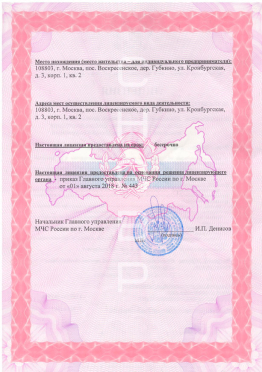 Место нахождения (место жительства – для индивидуального предпринимателя):
108803, г. Москва, пос. Воскресенское, дер. Губкино, ул. Кронбургская,
д. 3, корп. 1, кв. 2
Адреса мест осуществления лицензируемого вида деятельности:
108803, г. Москва, пос. Воскресенское, дер. Губкино, ул. Кронбургская,
д. 3, корп. 1, кв. 2
Настоящая лицензия предоставлена на срок: бессрочно
Настоящая лицензия предоставлена на основании решения лицензирующего
органа – приказ Главного управления МЧС России по г. Москве
от «01» августа 2018 г. № 443
Начальник Главного управления
МЧС России по г. Москве
И.П. Денисов